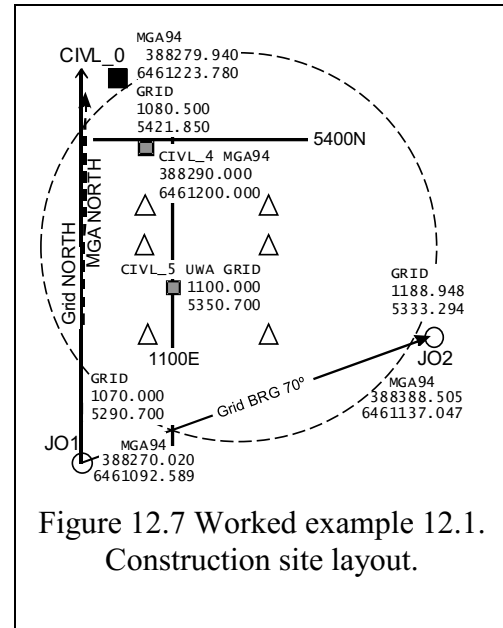 MGA94
CIVL_0 388279.940
6461223.780
GRID
1080.500
5421.850
5400N
CIVL_4 MGA94
388290.000
6461200.000
Grid NORTH
MGA NORTH
CIVL_5 UWA GRID
1100.000
5350.700
GRID
1188.948
5333.294
1100E
JO2
GRID
1070.000
5290.700
Grid BRG 70º
MGA94
388388.505
6461137.047
JO1
MGA94
388270.020
6461092.589
Figure 12.7 Worked example 12.1.
Construction site layout.